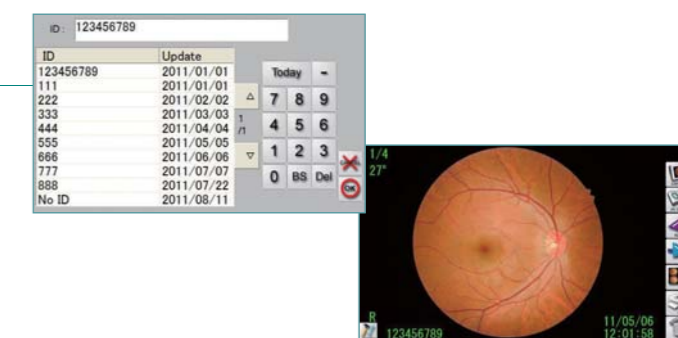 ID: 123456789
ID Update
123456789 2011/01/01
111 2011/01/01
222 2011/02/02
333 2011/03/03
444 2011/04/04
555 2011/05/05
666 2011/06/06
777 2011/07/07
888 2011/07/22
No ID 2011/08/11
1
/1
Today -
7 8 9
4 5 6
1 2 3
0 BS Del
OK
1/4
27°
R
123456789
11/05/06
12:01:58